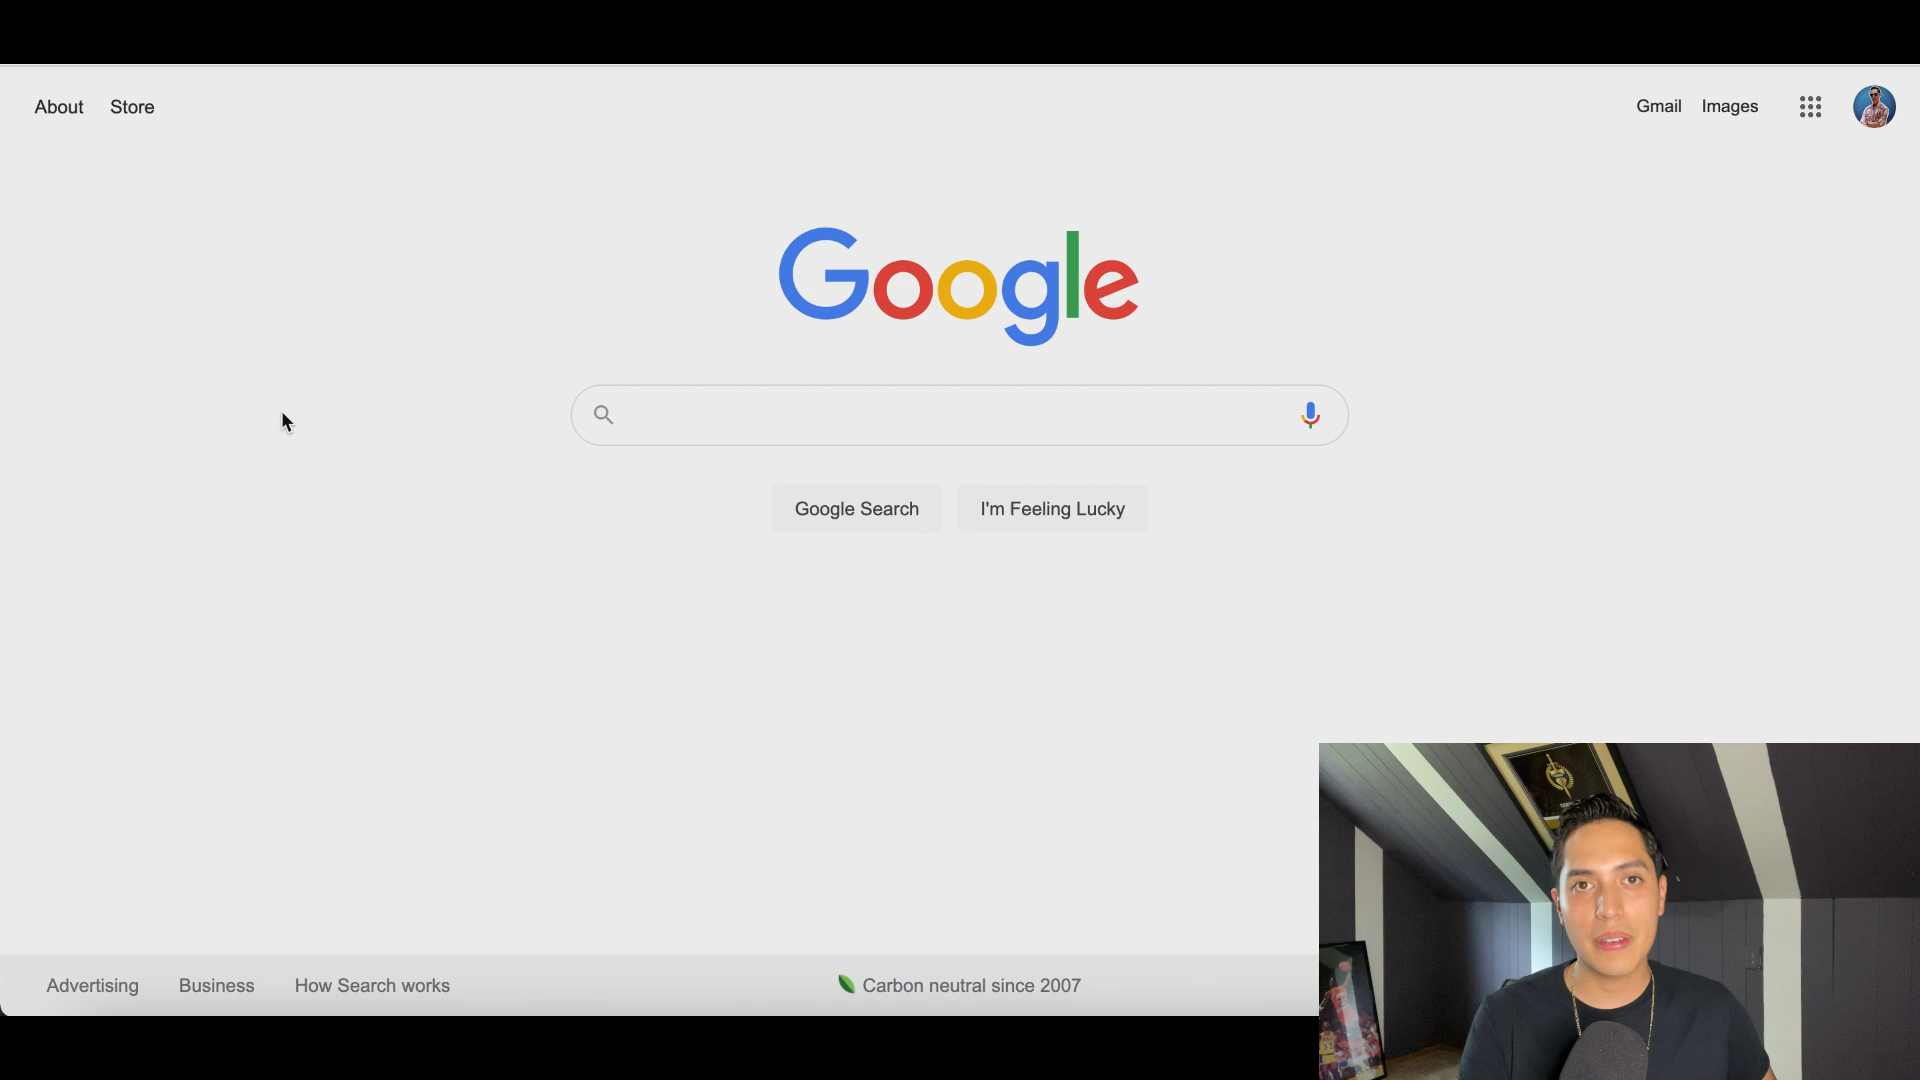 About Store
Gmail Images
Google
Google Search I'm Feeling Lucky
Advertising Business How Search works
Carbon neutral since 2007